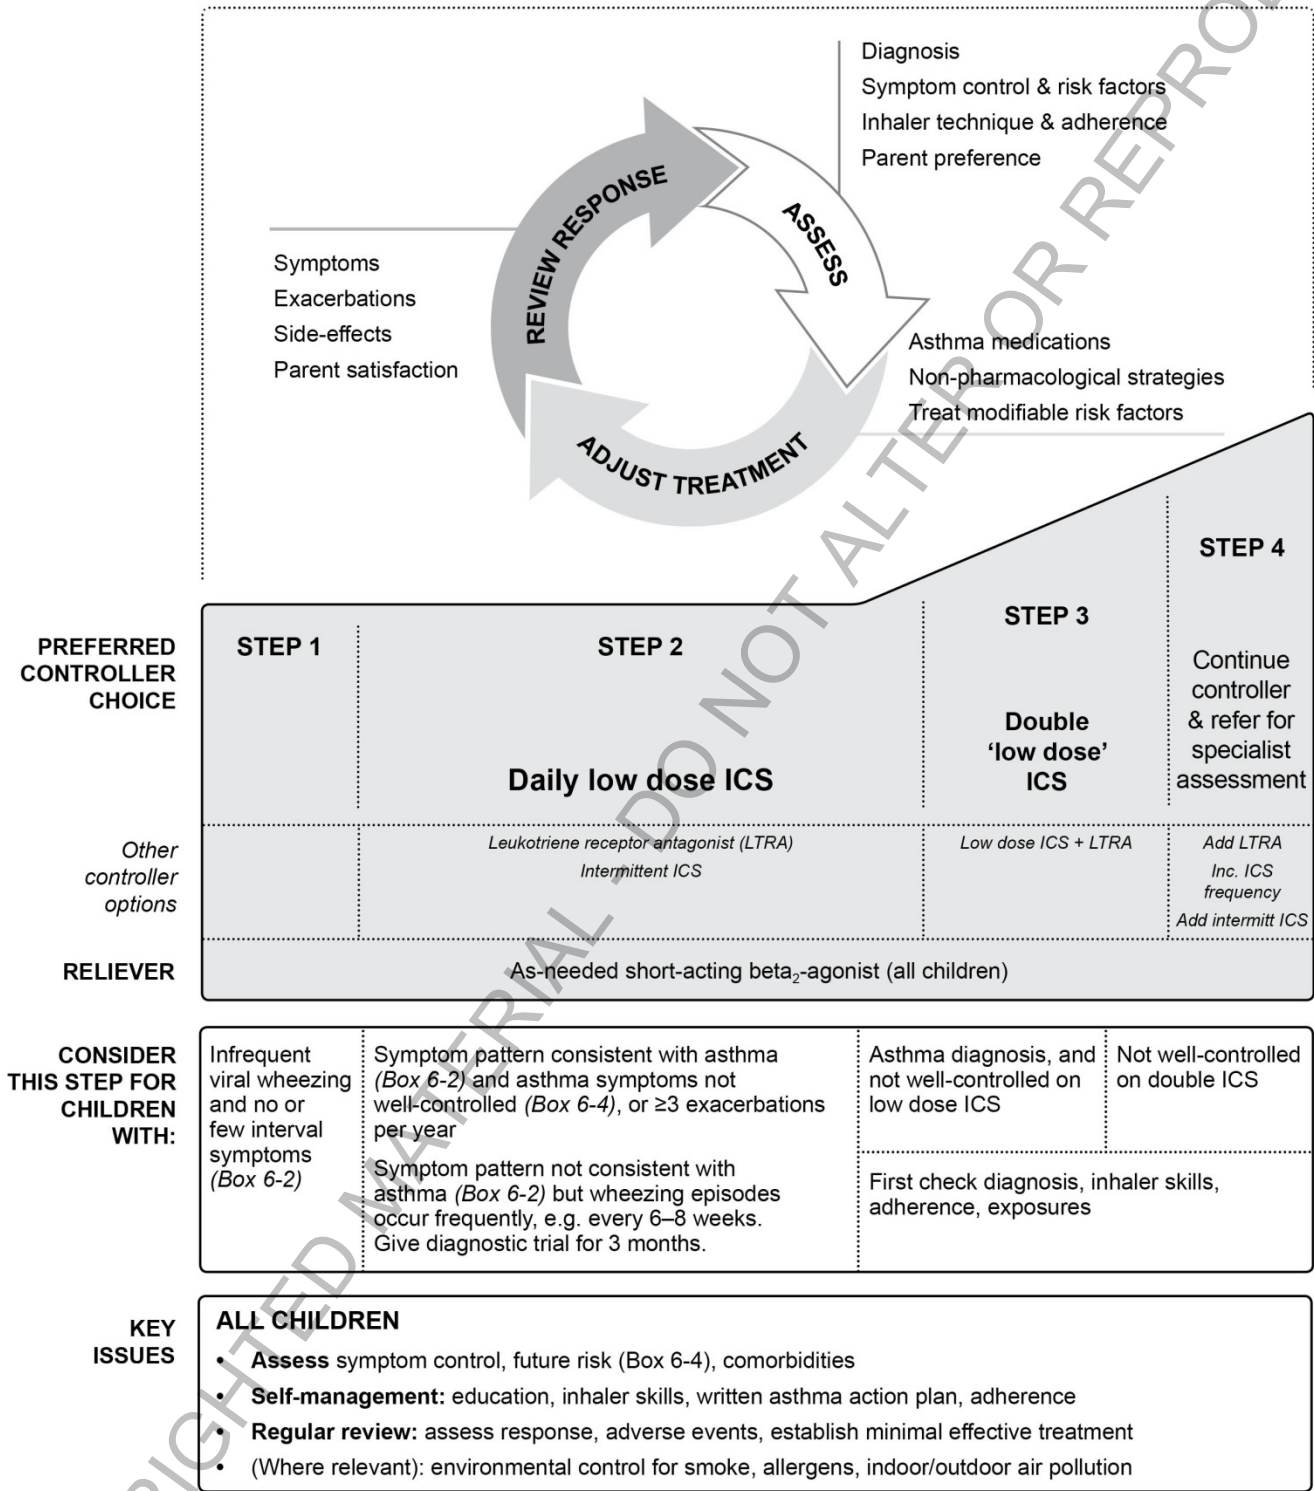 Diagnosis
Symptom control & risk factors
Inhaler technique & adherence
Parent preference
REVIEW RESPONSE
ASSESS
ADJUST TREATMENT
Symptoms
Exacerbations
Side-effects
Parent satisfaction
Asthma medications
Non-pharmacological strategies
Treat modifiable risk factors
PREFERRED
CONTROLLER
CHOICE
STEP 1
STEP 2
Daily low dose ICS
STEP 3
Double
‘low dose’
ICS
STEP 4
Continue
controller
& refer for
specialist
assessment
Other
controller
options
Leukotriene receptor antagonist (LTRA)
Intermittent ICS
Low dose ICS + LTRA
Add LTRA
Inc. ICS
frequency
Add intermitt ICS
RELIEVER
As-needed short-acting beta₂-agonist (all children)
CONSIDER
THIS STEP FOR
CHILDREN
WITH:
Infrequent
viral wheezing
and no or
few interval
symptoms
(Box 6-2)
Symptom pattern consistent with asthma
(Box 6-2) and asthma symptoms not
well-controlled (Box 6-4), or ≥3 exacerbations
per year
Symptom pattern not consistent with
asthma (Box 6-2) but wheezing episodes
occur frequently, e.g. every 6–8 weeks.
Give diagnostic trial for 3 months.
Asthma diagnosis, and
not well-controlled on
low dose ICS
Not well-controlled
on double ICS
First check diagnosis, inhaler skills,
adherence, exposures
KEY
ISSUES
ALL CHILDREN
• Assess symptom control, future risk (Box 6-4), comorbidities
• Self-management: education, inhaler skills, written asthma action plan, adherence
• Regular review: assess response, adverse events, establish minimal effective treatment
• (Where relevant): environmental control for smoke, allergens, indoor/outdoor air pollution
MATERIAL - DO NOT ALTER OR